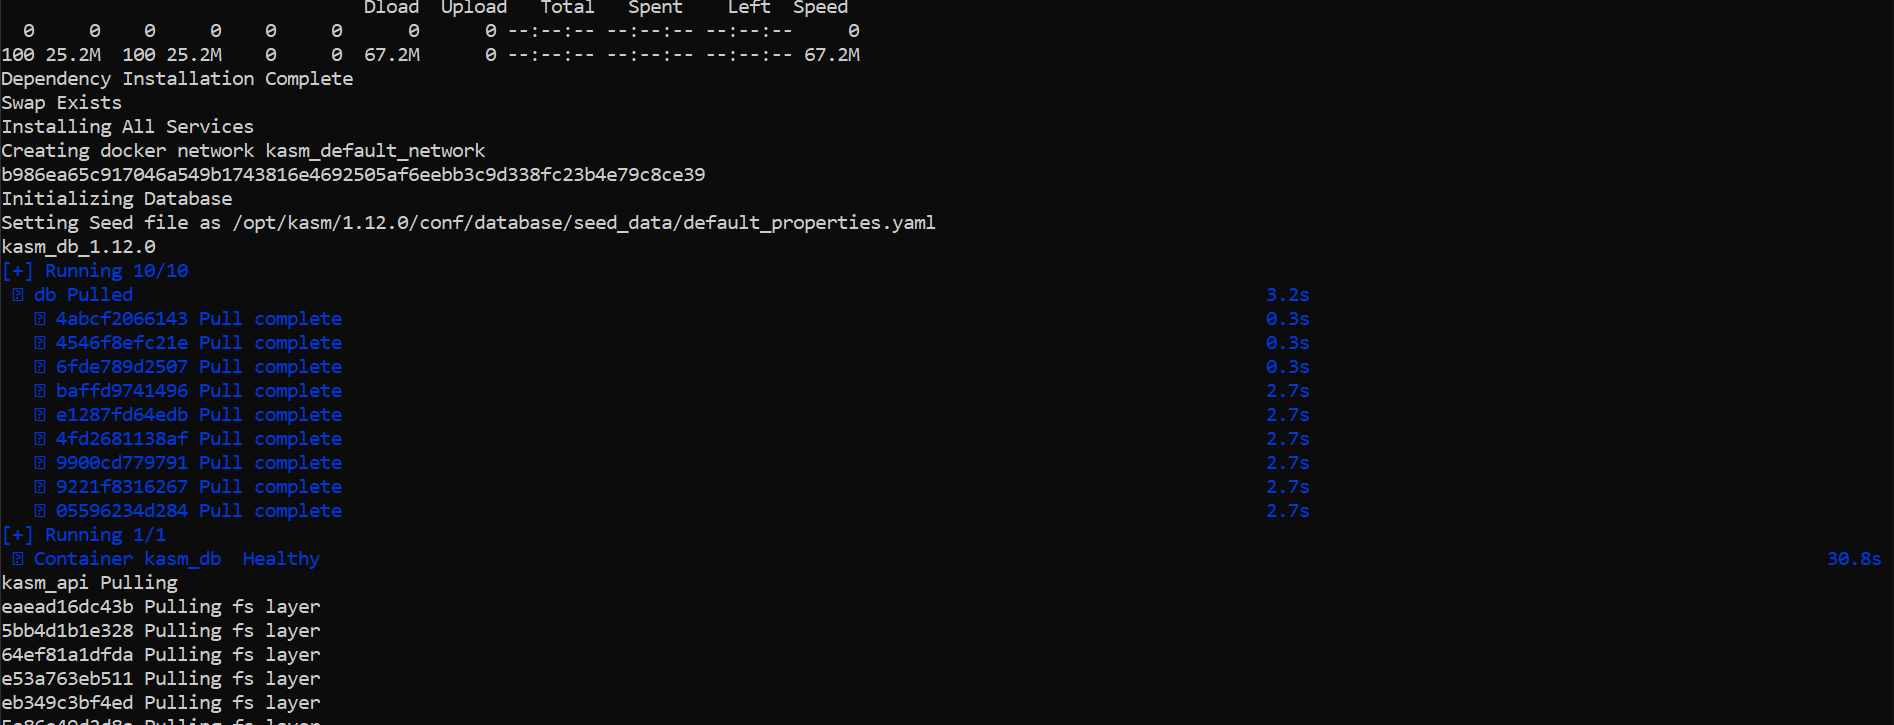 Dload Upload Total Spent Left Speed
0 0 0 0 0 0 0 0 --:--:-- --:--:-- --:--:-- 0
100 25.2M 100 25.2M 0 0 67.2M 0 --:--:-- --:--:-- --:--:-- 67.2M
Dependency Installation Complete
Swap Exists
Installing All Services
Creating docker network kasm_default_network
b986ea65c917046a549b1743816e4692505af6eebb3c9d338fc23b4e79c8ce39
Initializing Database
Setting Seed file as /opt/kasm/1.12.0/conf/database/seed_data/default_properties.yaml
kasm_db_1.12.0
[+] Running 10/10
db Pulled 3.2s
4abcf2066143 Pull complete 0.3s
4546f8efc21e Pull complete 0.3s
6fde789d2507 Pull complete 0.3s
baffd9741496 Pull complete 2.7s
e1287fd64edb Pull complete 2.7s
4fd2681138af Pull complete 2.7s
9900cd779791 Pull complete 2.7s
9221f8316267 Pull complete 2.7s
05596234d284 Pull complete 2.7s
[+] Running 1/1
Container kasm_db Healthy 30.8s
kasm_api Pulling
eaead16dc43b Pulling fs layer
5bb4d1b1e328 Pulling fs layer
64ef81a1dfda Pulling fs layer
e53a763eb511 Pulling fs layer
eb349c3bf4ed Pulling fs layer
Pulling fs layer